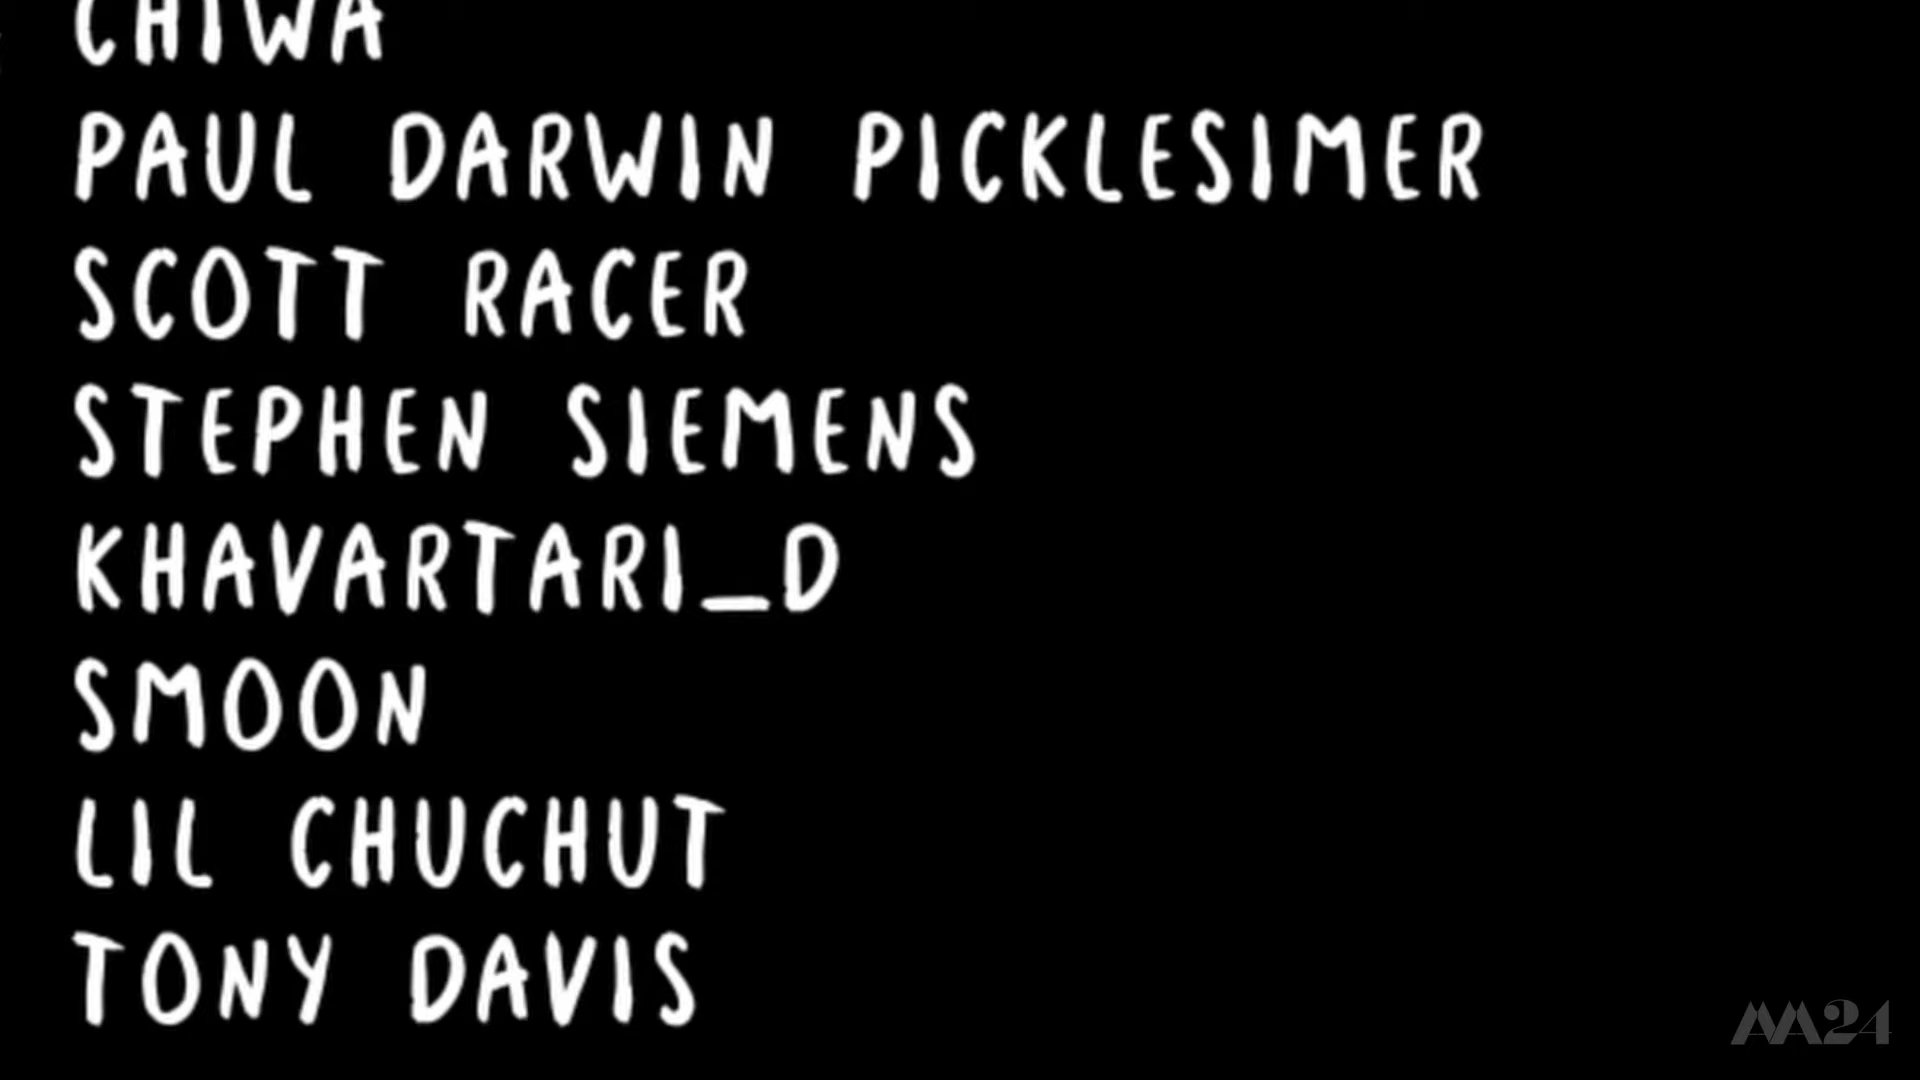 CHIWA
PAUL DARWIN PICKLESIMER
SCOTT RACER
STEPHEN SIEMENS
KHAVARTARI_D
SMOON
LIL CHUCHUT
TONY DAVIS
AA24